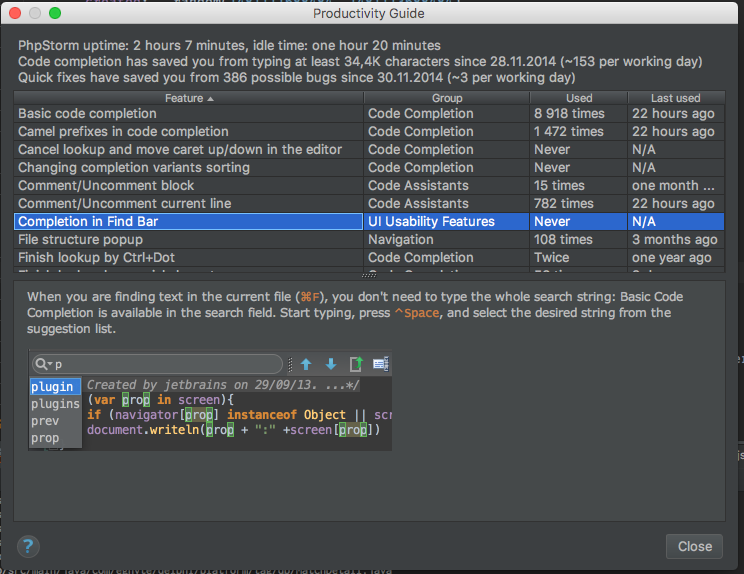 Productivity Guide
PhpStorm uptime: 2 hours 7 minutes, idle time: one hour 20 minutes
Code completion has saved you from typing at least 34,4K characters since 28.11.2014 (~153 per working day)
Quick fixes have saved you from 386 possible bugs since 30.11.2014 (~3 per working day)
Feature Group Used Last used
Basic code completion Code Completion 8 918 times 22 hours ago
Camel prefixes in code completion Code Completion 1 472 times 22 hours ago
Cancel lookup and move caret up/down in the editor Code Completion Never N/A
Changing completion variants sorting Code Completion Never N/A
Comment/Uncomment block Code Assistants 15 times one month ...
Comment/Uncomment current line Code Assistants 782 times 22 hours ago
Completion in Find Bar UI Usability Features Never N/A
File structure popup Navigation 108 times 3 months ago
Finish lookup by Ctrl+Dot Code Completion Twice one year ago
When you are finding text in the current file (⌘F), you don't need to type the whole search string: Basic Code
Completion is available in the search field. Start typing, press ^Space, and select the desired string from the
suggestion list.
p
plugin Created by jetbrains on 29/09/13. ...*/
plugins (var prop in screen){
prev if (navigator[prop] instanceof Object || scr
prop document.writeln(prop + ":" +screen[prop])
? Close